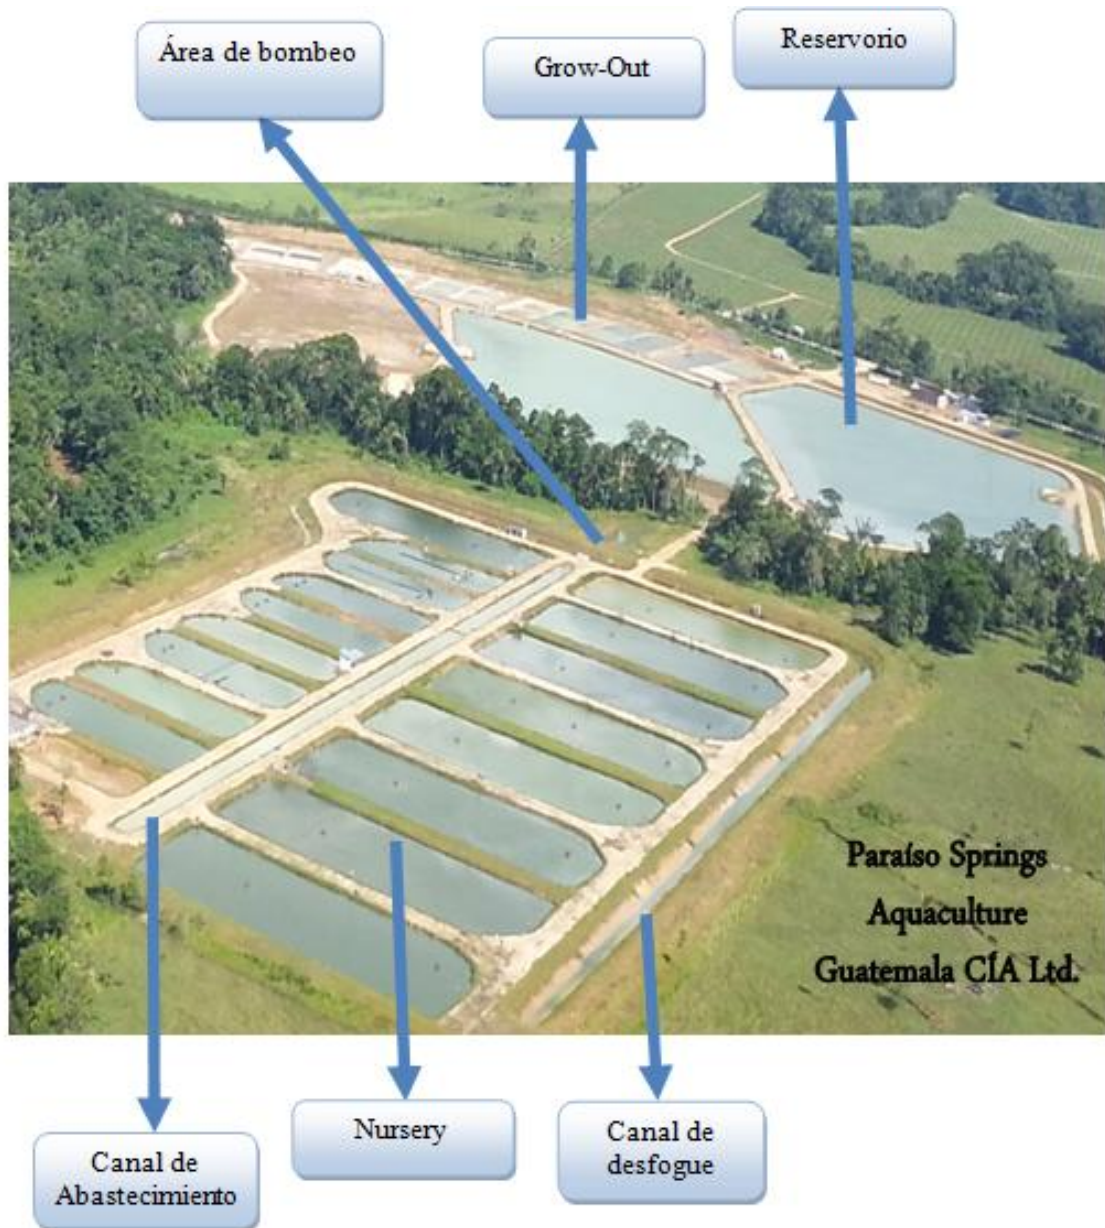 Área de bombeo
Grow-Out
Reservorio
Paraíso Springs
Aquaculture
Guatemala CÍA Ltd.
Canal de
Abastecimiento
Nursery
Canal de
desfogue